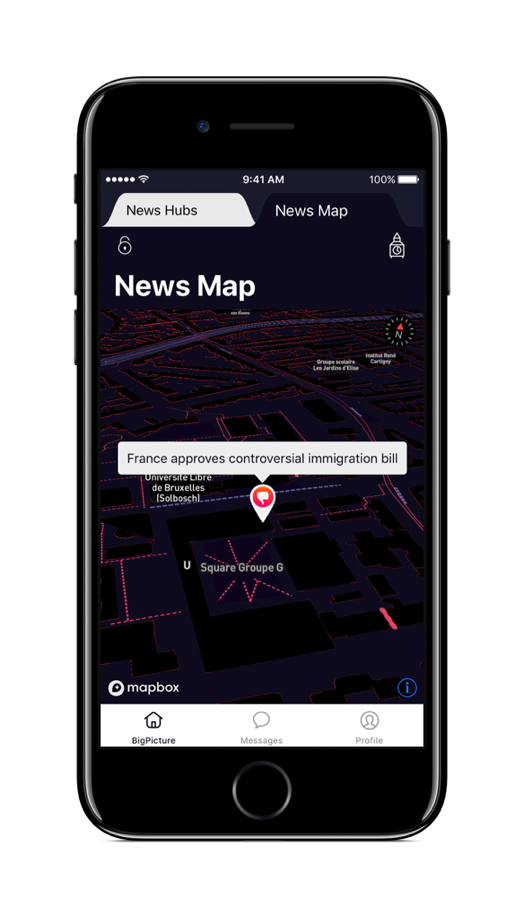 9:41 AM
100%
News Hubs
News Map
News Map
N
Groupe scolaire
Les Jardins d'Elise
Institut René
Cartigny
France approves controversial immigration bill
Université Libre
de Bruxelles
(Solbosch)
U
Square Groupe G
mapbox
i
BigPicture
Messages
Profile